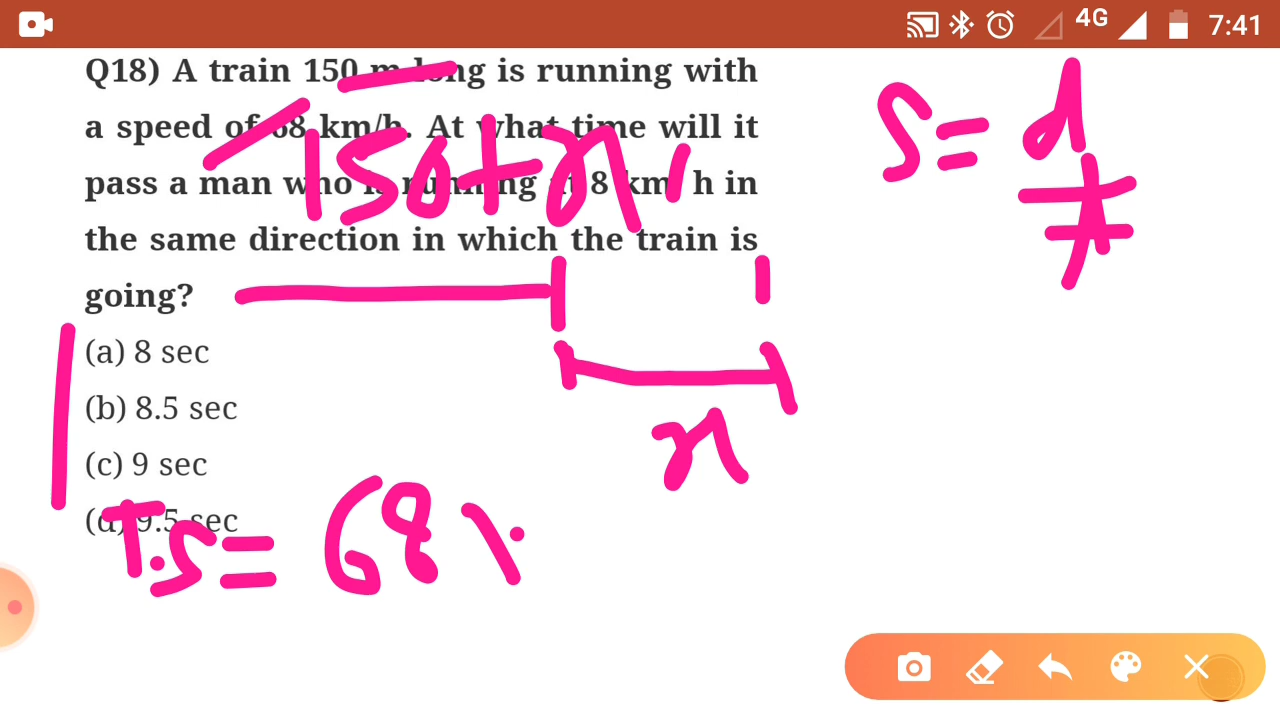 4G 7:41
Q18) A train 150 m long is running with
a speed of 68 km/h. At what time will it
pass a man who is running at 8 km/h in
the same direction in which the train is
going?
(a) 8 sec
(b) 8.5 sec
(c) 9 sec
(d) 9.5 sec
150+x
S = d
t
x
T.S = 68